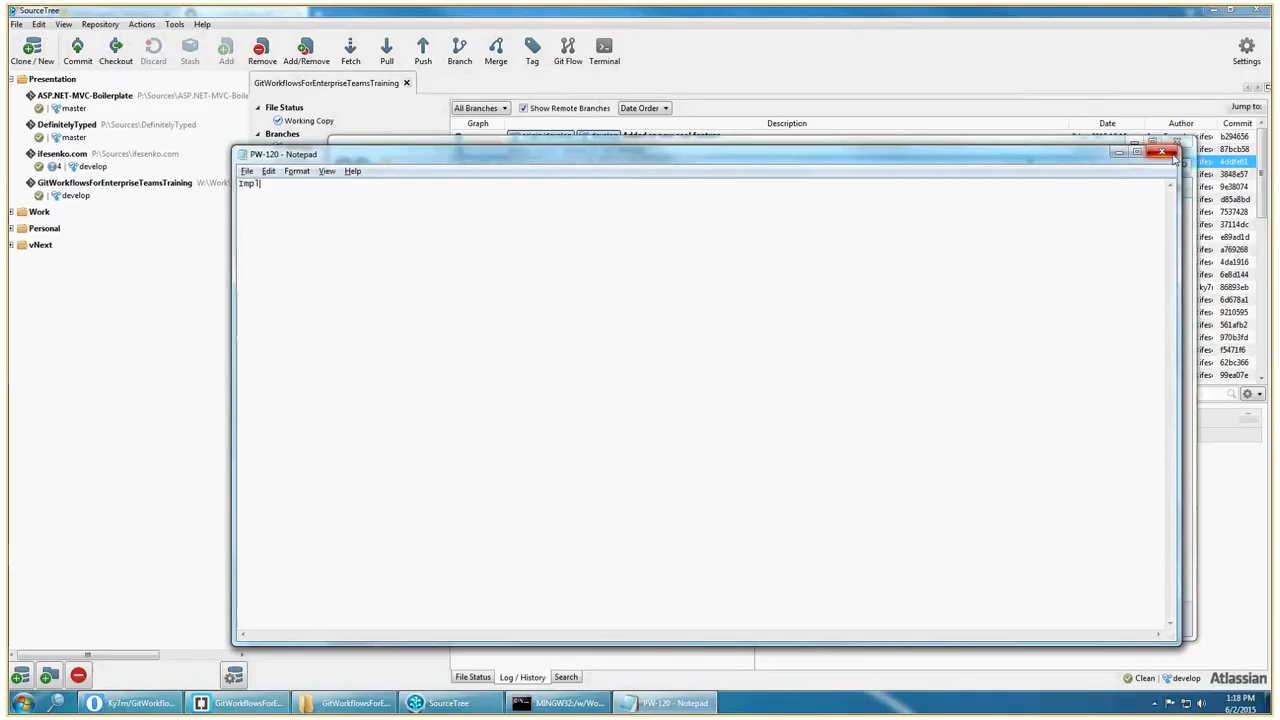 SourceTree
File Edit View Repository Actions Tools Help
Clone / New Commit Checkout Discard Stash Add Remove Add/Remove Fetch Pull Push Branch Merge Tag Git Flow Terminal Settings
Presentation
ASP.NET-MVC-Boilerplate P:\Sources\ASP.NET-MVC-Boile
master
DefinitelyTyped P:\Sources\DefinitelyTyped
master
ifesenko.com P:\Sources\ifesenko.com
4 develop
GitWorkflowsForEnterpriseTeamsTraining W:\Work\
develop
Work
Personal
vNext
GitWorkflowsForEnterpriseTeamsTraining
File Status
Working Copy
Branches
All Branches Show Remote Branches Date Order Jump to:
Graph Description Date Author Commit
b294656
87bcb58
4ddfe61
3848e57
9e38074
d85a8bd
7537428
37114dc
e89ad1d
a769268
4da1916
6e8d144
86893eb
6d678a1
9210595
561afb2
970b3fd
f5471f6
62bc366
99ea07e
PW-120 - Notepad
File Edit Format View Help
Impl
File Status Log / History Search
Clean develop Atlassian
Ky7m/GitWorkflo... GitWorkflowsForE... GitWorkflowsForE... SourceTree MINGW32:/w/Wo... PW-120 - Notepad
1:18 PM
6/2/2015